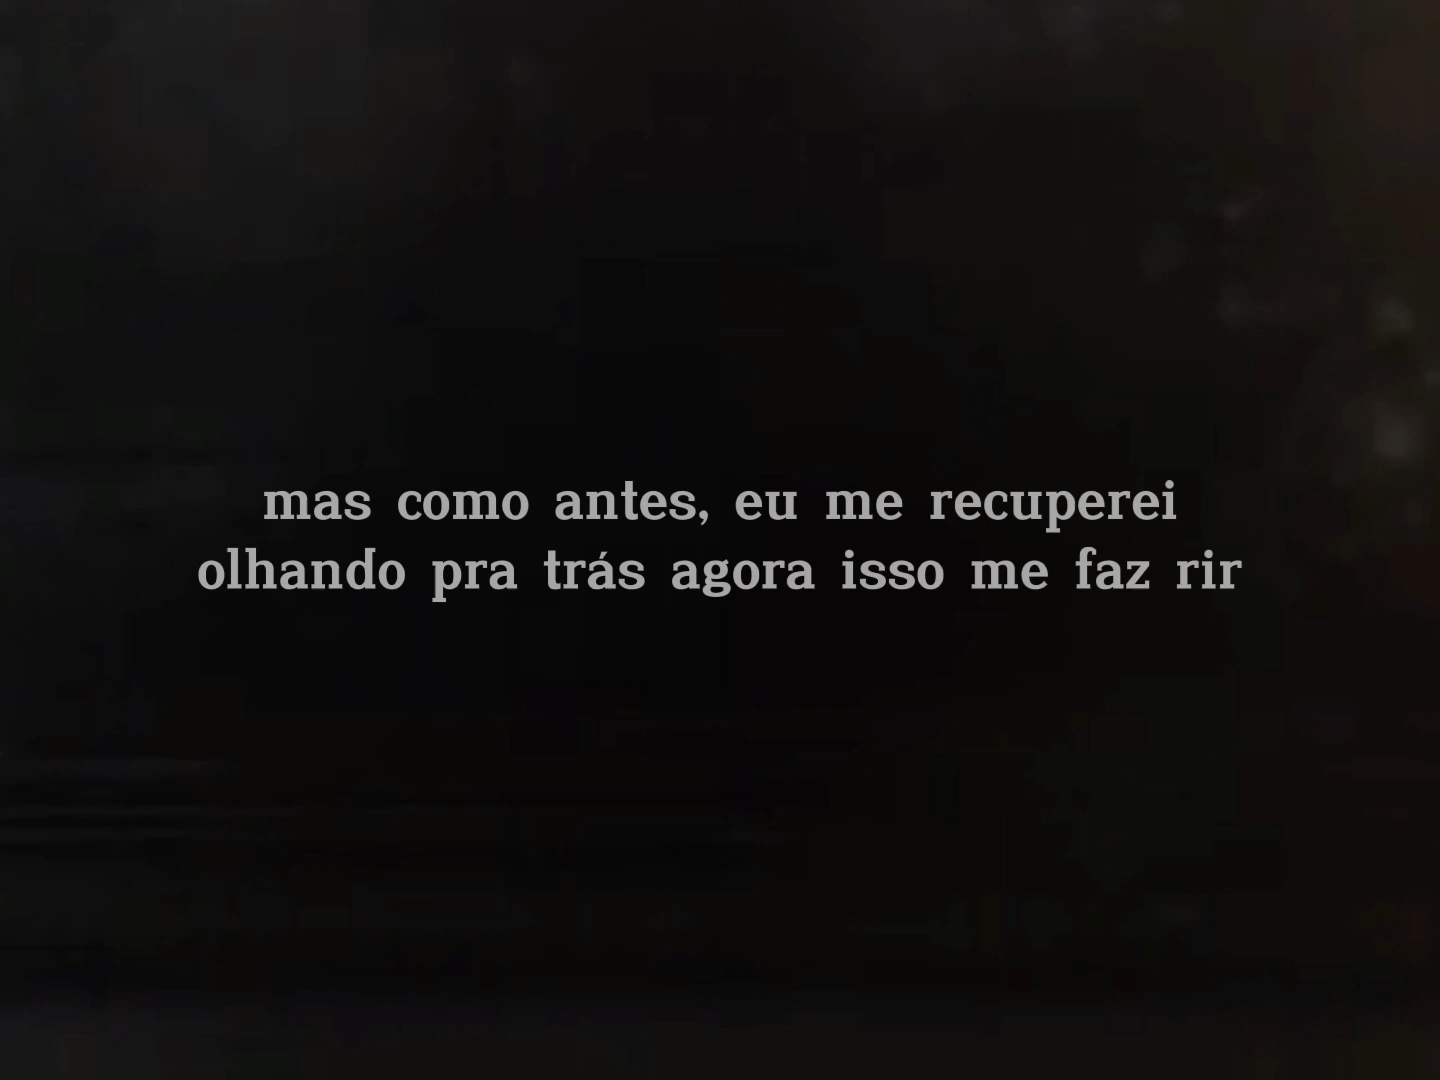 mas como antes, eu me recuperei
olhando pra trás agora isso me faz rir